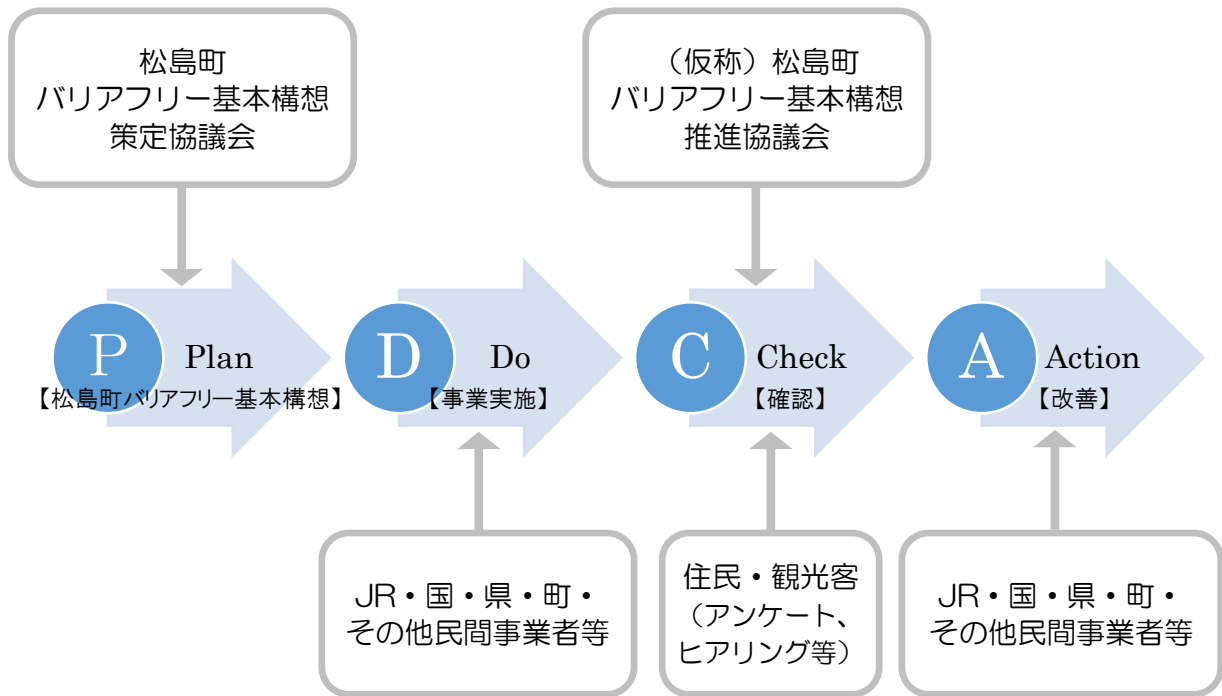 松島町
バリアフリー基本構想
策定協議会
（仮称）松島町
バリアフリー基本構想
推進協議会
P Plan
【松島町バリアフリー基本構想】
D Do
【事業実施】
C Check
【確認】
A Action
【改善】
JR・国・県・町・
その他民間事業者等
住民・観光客
（アンケート、
ヒアリング等）
JR・国・県・町・
その他民間事業者等